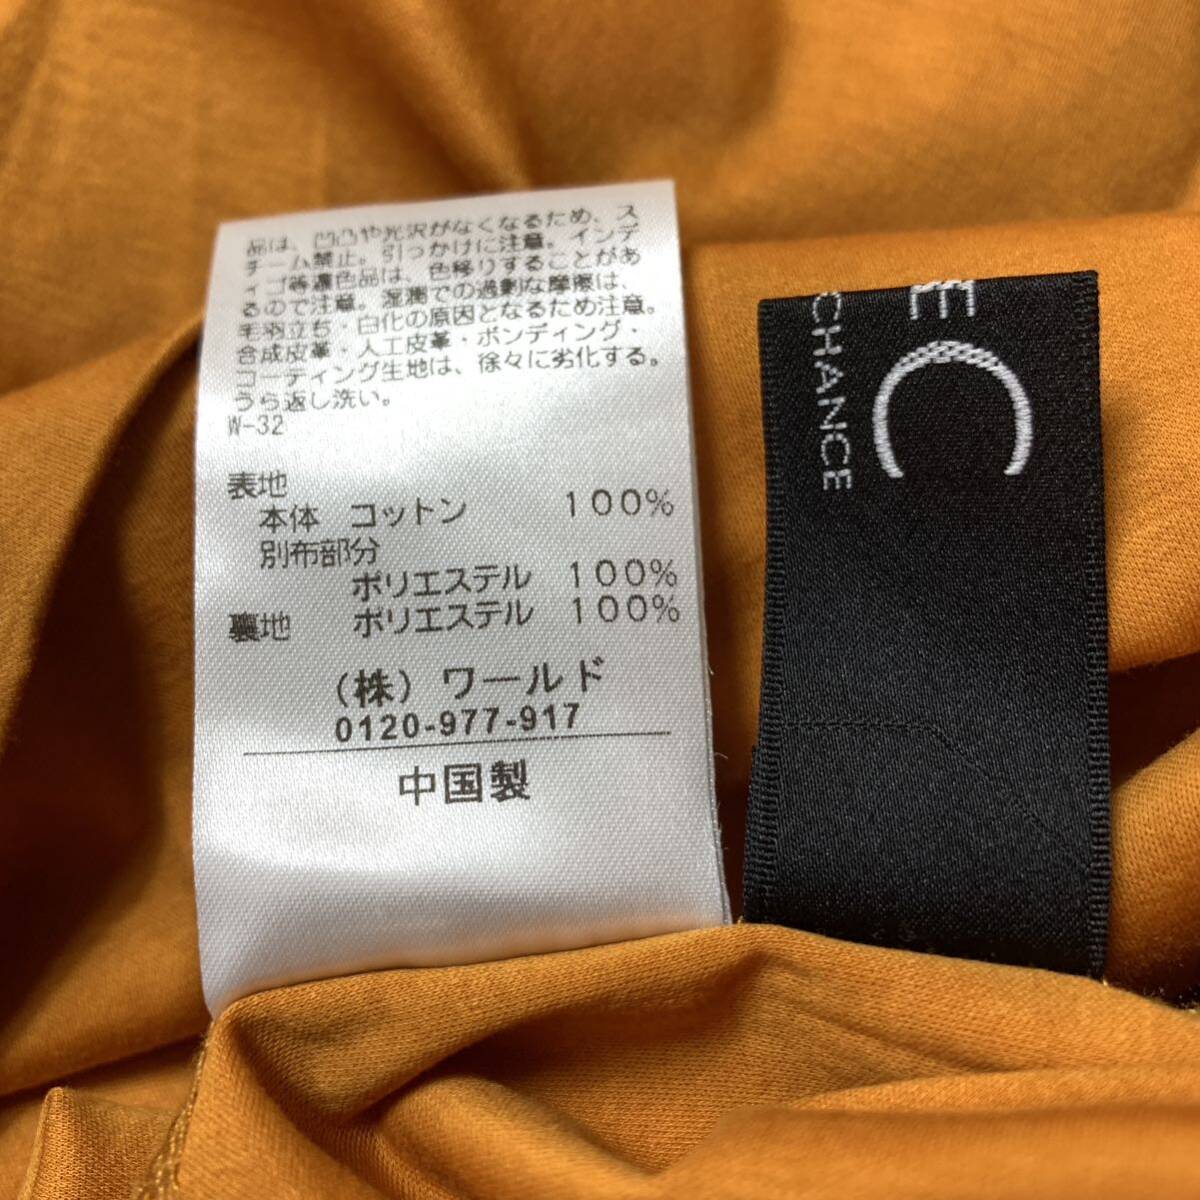 品は、凹凸や光沢がなくなるため、ス
チーム禁止。引っかけに注意。インデ
ィゴ等濃色品は、色移りすることがあ
るので注意。湿潤での過剰な摩擦は、
毛羽立ち・白化の原因となるため注意。
合成皮革・人工皮革・ボンディング・
コーティング生地は、徐々に劣化する。
うら返し洗い。
W-32
表地
本体 コットン 100%
別布部分
ポリエステル 100%
裏地 ポリエステル 100%
(株) ワールド
0120-977-917
中国製
E C
CHANCE